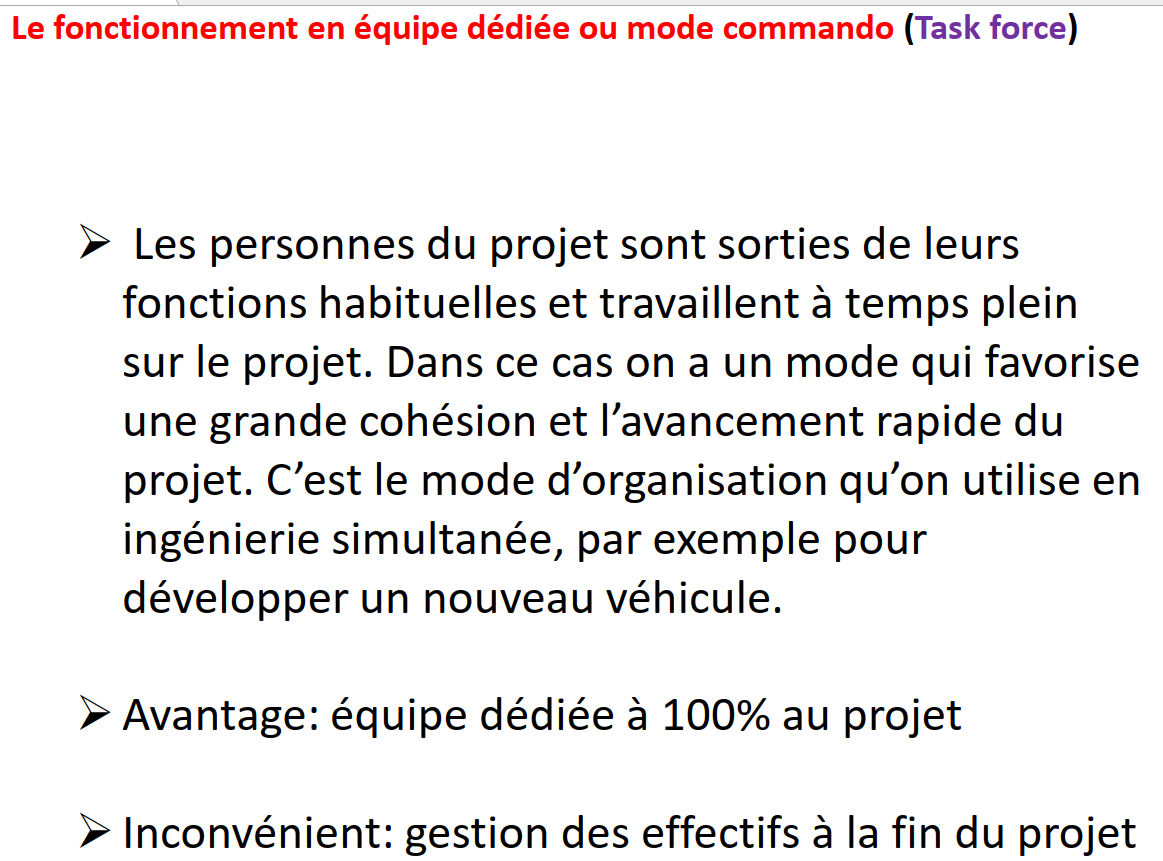 Le fonctionnement en équipe dédiée ou mode commando (Task force)
➢ Les personnes du projet sont sorties de leurs
fonctions habituelles et travaillent à temps plein
sur le projet. Dans ce cas on a un mode qui favorise
une grande cohésion et l’avancement rapide du
projet. C’est le mode d’organisation qu’on utilise en
ingénierie simultanée, par exemple pour
développer un nouveau véhicule.
➢ Avantage: équipe dédiée à 100% au projet
➢ Inconvénient: gestion des effectifs à la fin du projet